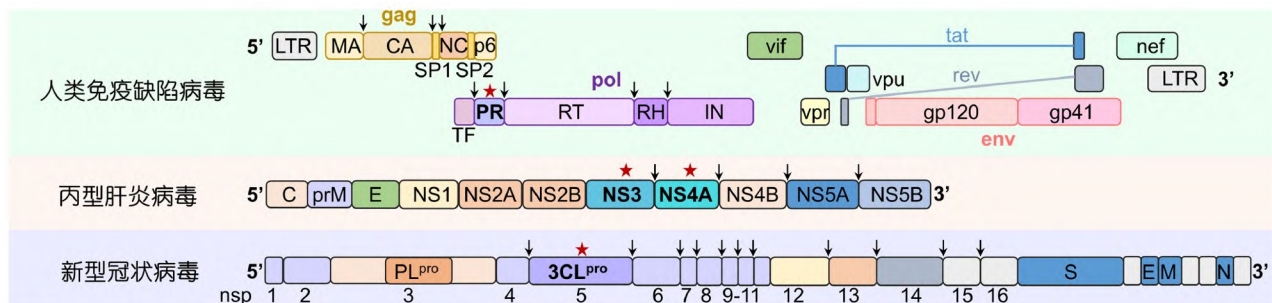 gag
5’ LTR MA CA NC p6 vif tat nef
SP1 SP2 vpu rev LTR 3’
人类免疫缺陷病毒 pol
PR RT RH IN vpr gp120 gp41
TF env
丙型肝炎病毒 5’ C prM E NS1 NS2A NS2B NS3 NS4A NS4B NS5A NS5B 3’
新型冠状病毒 5’ PLpro 3CLpro S E M N 3’
nsp 1 2 3 4 5 6 7 8 9-11 12 13 14 15 16